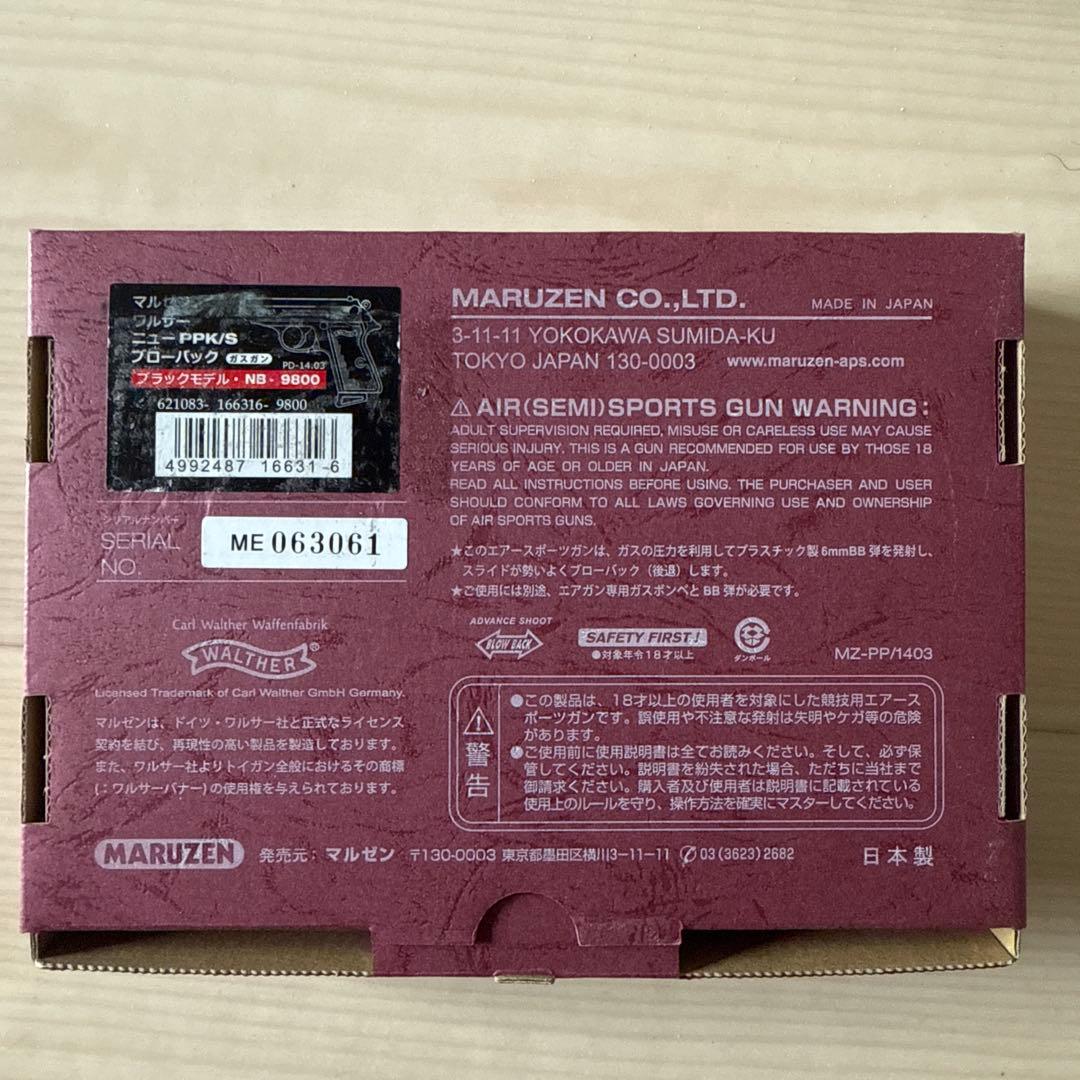 マルゼン
ワルサー
ニューPPK/S
ブローバック ガスガン
PD-14.03
ブラックモデル・NB-9800
621083- 166316- 9800
4992487 16631-6
シリアルナンバー
SERIAL NO.
ME 063061
Carl Walther Waffenfabrik
WALTHER®
Licensed Trademark of Carl Walther GmbH Germany.
マルゼンは、ドイツ・ワルサー社と正式なライセンス
契約を結び、再現性の高い製品を製造しております。
また、ワルサー社よりトイガン全般におけるその商標
(:ワルサーバナー)の使用権を与えられております。
MARUZEN CO.,LTD.
MADE IN JAPAN
3-11-11 YOKOKAWA SUMIDA-KU
TOKYO JAPAN 130-0003 www.maruzen-aps.com
⚠ AIR(SEMI)SPORTS GUN WARNING:
ADULT SUPERVISION REQUIRED, MISUSE OR CARELESS USE MAY CAUSE
SERIOUS INJURY. THIS IS A GUN RECOMMENDED FOR USE BY THOSE 18
YEARS OF AGE OR OLDER IN JAPAN.
READ ALL INSTRUCTIONS BEFORE USING. THE PURCHASER AND USER
SHOULD CONFORM TO ALL LAWS GOVERNING USE AND OWNERSHIP
OF AIR SPORTS GUNS.
★このエアースポーツガンは、ガスの圧力を利用してプラスチック製6mmBB弾を発射し、
スライドが勢いよくブローバック（後退）します。
★ご使用には別途、エアガン専用ガスボンベとBB弾が必要です。
ADVANCE SHOOT
BLOW BACK
SAFETY FIRST!
●対象年令18才以上
ダンボール
MZ-PP/1403
⚠警告
●この製品は、18才以上の使用者を対象にした競技用エアース
ポーツガンです。誤使用や不注意な発射は失明やケガ等の危険
があります。
●ご使用前に使用説明書は全てお読みください。そして、必ず保
管してください。説明書を紛失された場合、ただちに当社まで
御請求ください。購入者及び使用者は説明書に記載されている
使用上のルールを守り、操作方法を確実にマスターしてください。
MARUZEN 発売元：マルゼン 〒130-0003 東京都墨田区横川3-11-11 ✆03(3623)2682 日本製